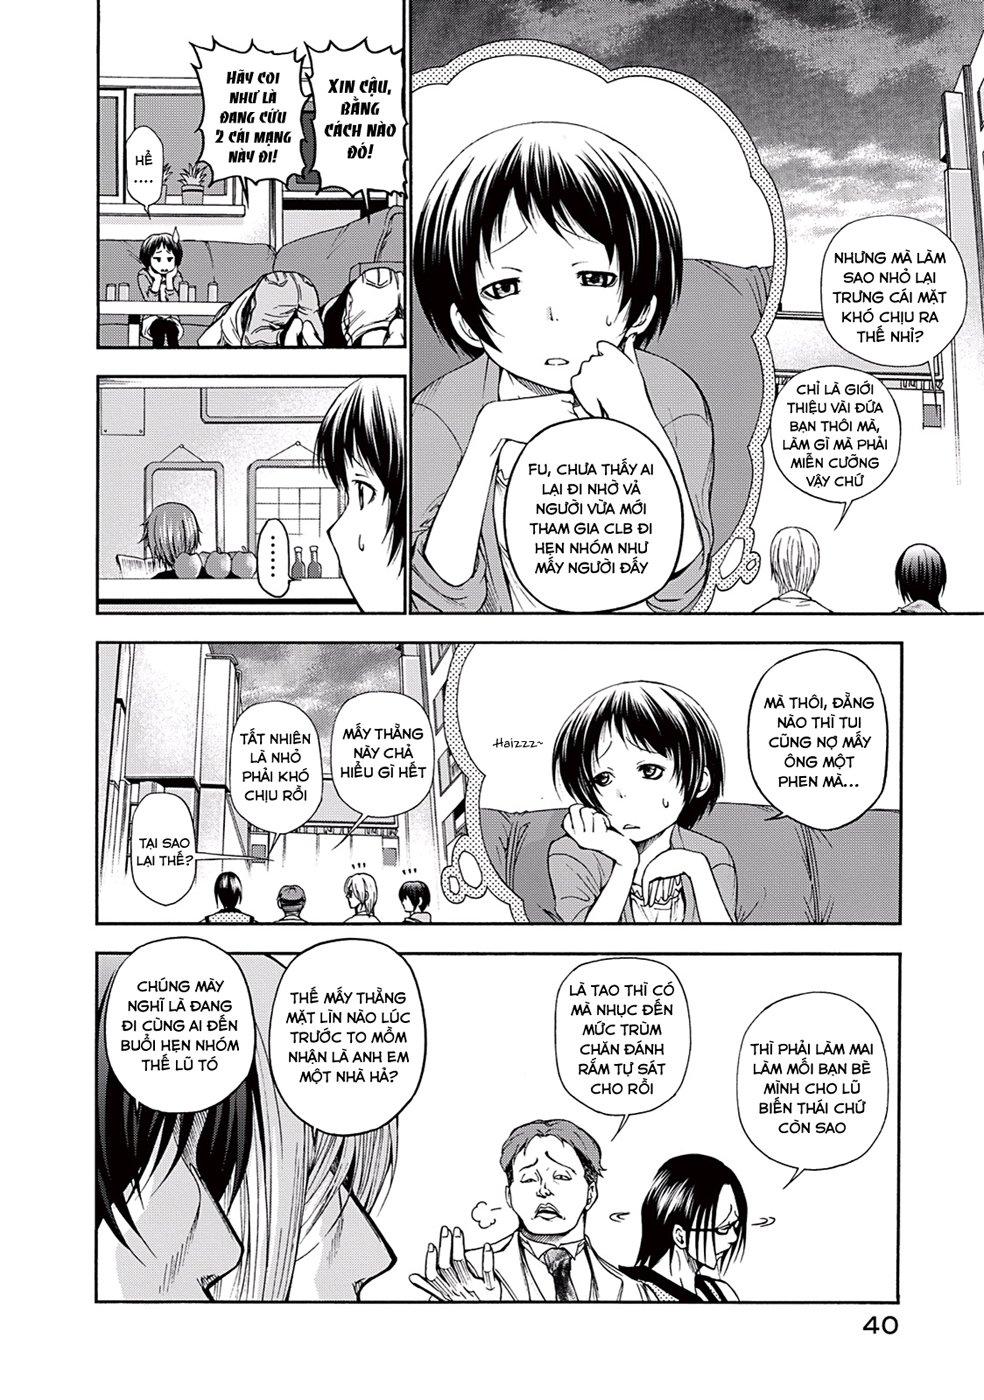 NHƯNG MÀ LÀM
SAO NHỎ LẠI
TRƯNG CÁI MẶT
KHÓ CHỊU RA
THẾ NHỈ?
CHỈ LÀ GIỚI
THIỆU VÀI ĐỨA
BẠN THÔI MÀ,
LÀM GÌ MÀ PHẢI
MIỄN CƯỠNG
VẬY CHỨ
FU, CHƯA THẤY AI
LẠI ĐI NHỜ VẢ
NGƯỜI VỪA MỚI
THAM GIA CLB ĐI
HẸN NHÓM NHƯ
MẤY NGƯỜI ĐẤY
XIN CẬU,
BẰNG
CÁCH NÀO
ĐÓ!
HÃY COI
NHƯ LÀ
ĐANG CỨU
2 CÁI MẠNG
NÀY ĐI!
HỂ
.....
......
MÀ THÔI, ĐẰNG
NÀO THÌ TUI
CŨNG NỢ MẤY
ÔNG MỘT
PHEN MÀ...
Haizzz~
MẤY THẰNG
NÀY CHẢ
HIỂU GÌ HẾT
TẤT NHIÊN
LÀ NHỎ
PHẢI KHÓ
CHỊU RỒI
TẠI SAO
LẠI THẾ?
THÌ PHẢI LÀM MAI
LÀM MỐI BẠN BÈ
MÌNH CHO LŨ
BIẾN THÁI CHỨ
CÒN SAO
LÀ TAO THÌ CÓ
MÀ NHỤC ĐẾN
MỨC TRÙM
CHĂN ĐÁNH
RẮM TỰ SÁT
CHO RỒI
THẾ MẤY THẰNG
MẶT LÌN NÀO LÚC
TRƯỚC TO MỒM
NHẬN LÀ ANH EM
MỘT NHÀ HẢ?
CHÚNG MÀY
NGHĨ LÀ ĐANG
ĐI CÙNG AI ĐẾN
BUỔI HẸN NHÓM
THẾ LŨ TÓ
40